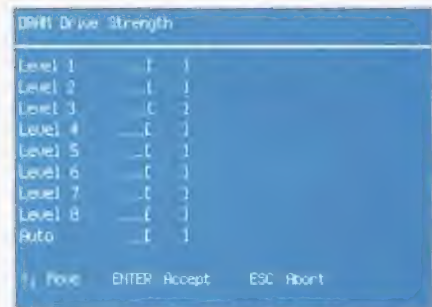 DRAM Drive Strength
Level 1 ....[ ]
Level 2 ....[ ]
Level 3 ....[ ]
Level 4 ....[ ]
Level 5 ....[ ]
Level 6 ....[ ]
Level 7 ....[ ]
Level 8 ....[ ]
Auto ....[ ]
↑↓ Move ENTER Accept ESC Abort